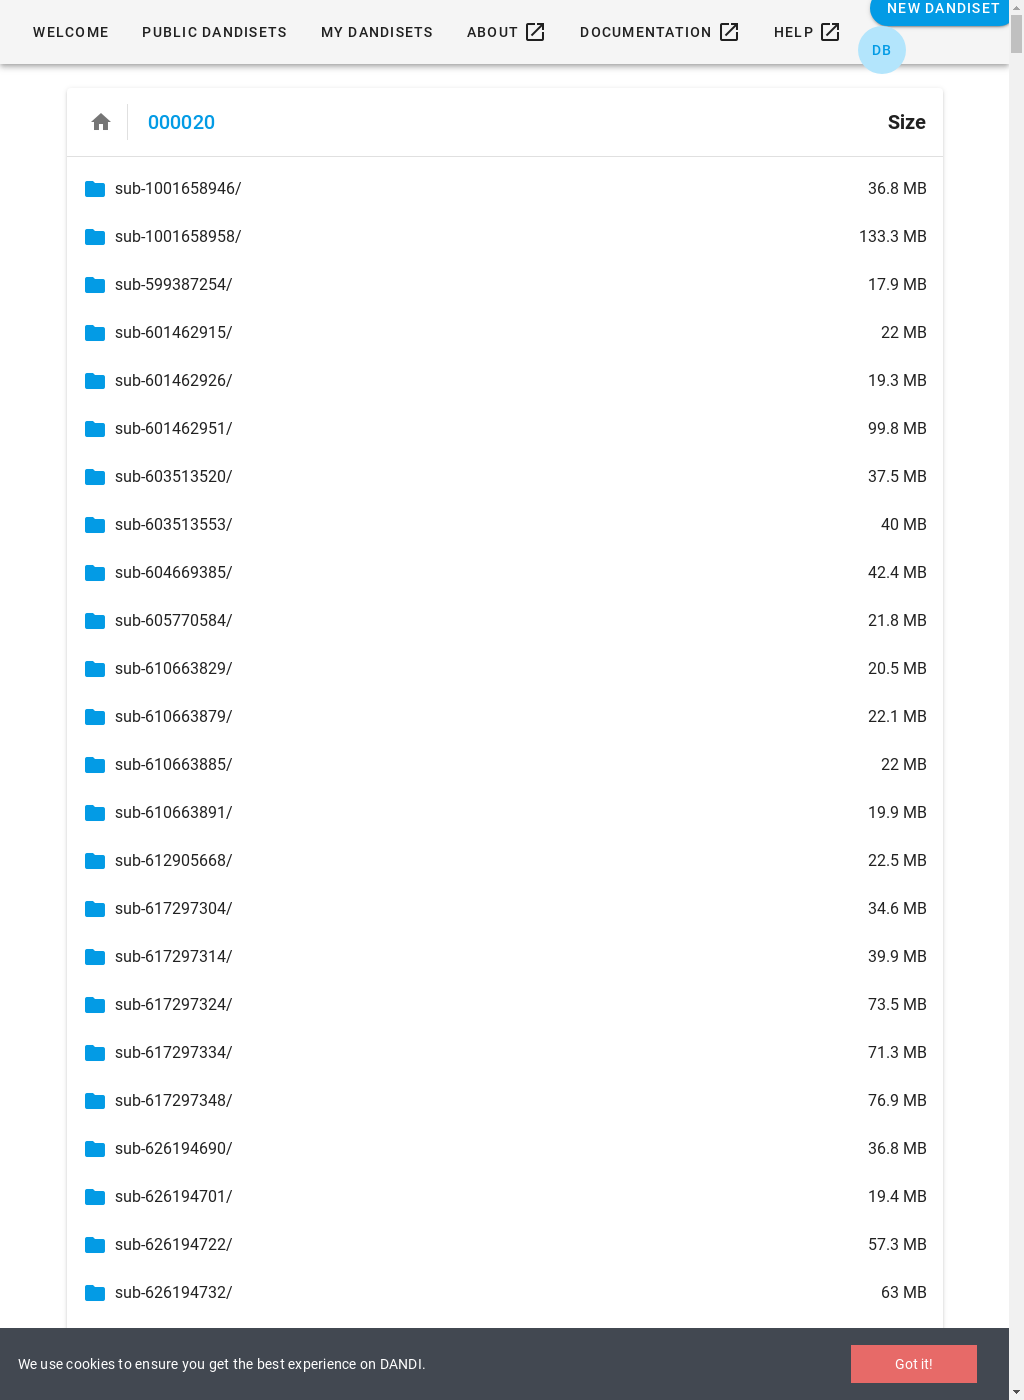 WELCOME PUBLIC DANDISETS MY DANDISETS ABOUT DOCUMENTATION HELP NEW DANDISET
DB
000020 Size
sub-1001658946/ 36.8 MB
sub-1001658958/ 133.3 MB
sub-599387254/ 17.9 MB
sub-601462915/ 22 MB
sub-601462926/ 19.3 MB
sub-601462951/ 99.8 MB
sub-603513520/ 37.5 MB
sub-603513553/ 40 MB
sub-604669385/ 42.4 MB
sub-605770584/ 21.8 MB
sub-610663829/ 20.5 MB
sub-610663879/ 22.1 MB
sub-610663885/ 22 MB
sub-610663891/ 19.9 MB
sub-612905668/ 22.5 MB
sub-617297304/ 34.6 MB
sub-617297314/ 39.9 MB
sub-617297324/ 73.5 MB
sub-617297334/ 71.3 MB
sub-617297348/ 76.9 MB
sub-626194690/ 36.8 MB
sub-626194701/ 19.4 MB
sub-626194722/ 57.3 MB
sub-626194732/ 63 MB
We use cookies to ensure you get the best experience on DANDI. Got it!